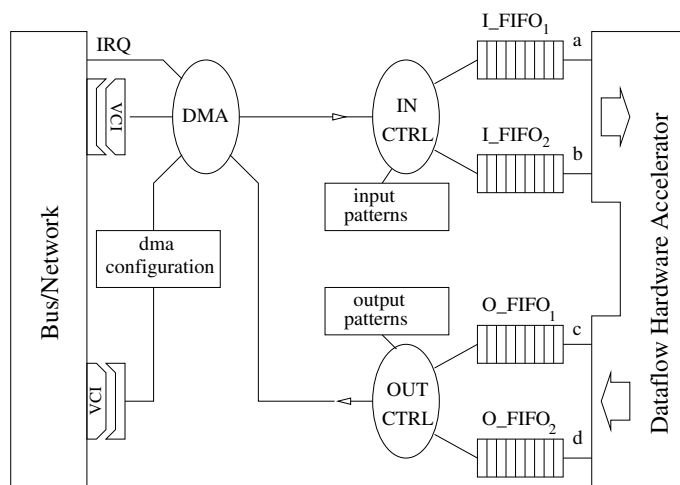 I_FIFO1
a
IRQ
VCI
DMA
IN
CTRL
I_FIFO2
b
input
patterns
dma
configuration
Bus/Network
output
patterns
O_FIFO1
c
VCI
OUT
CTRL
O_FIFO2
d
Dataflow Hardware Accelerator